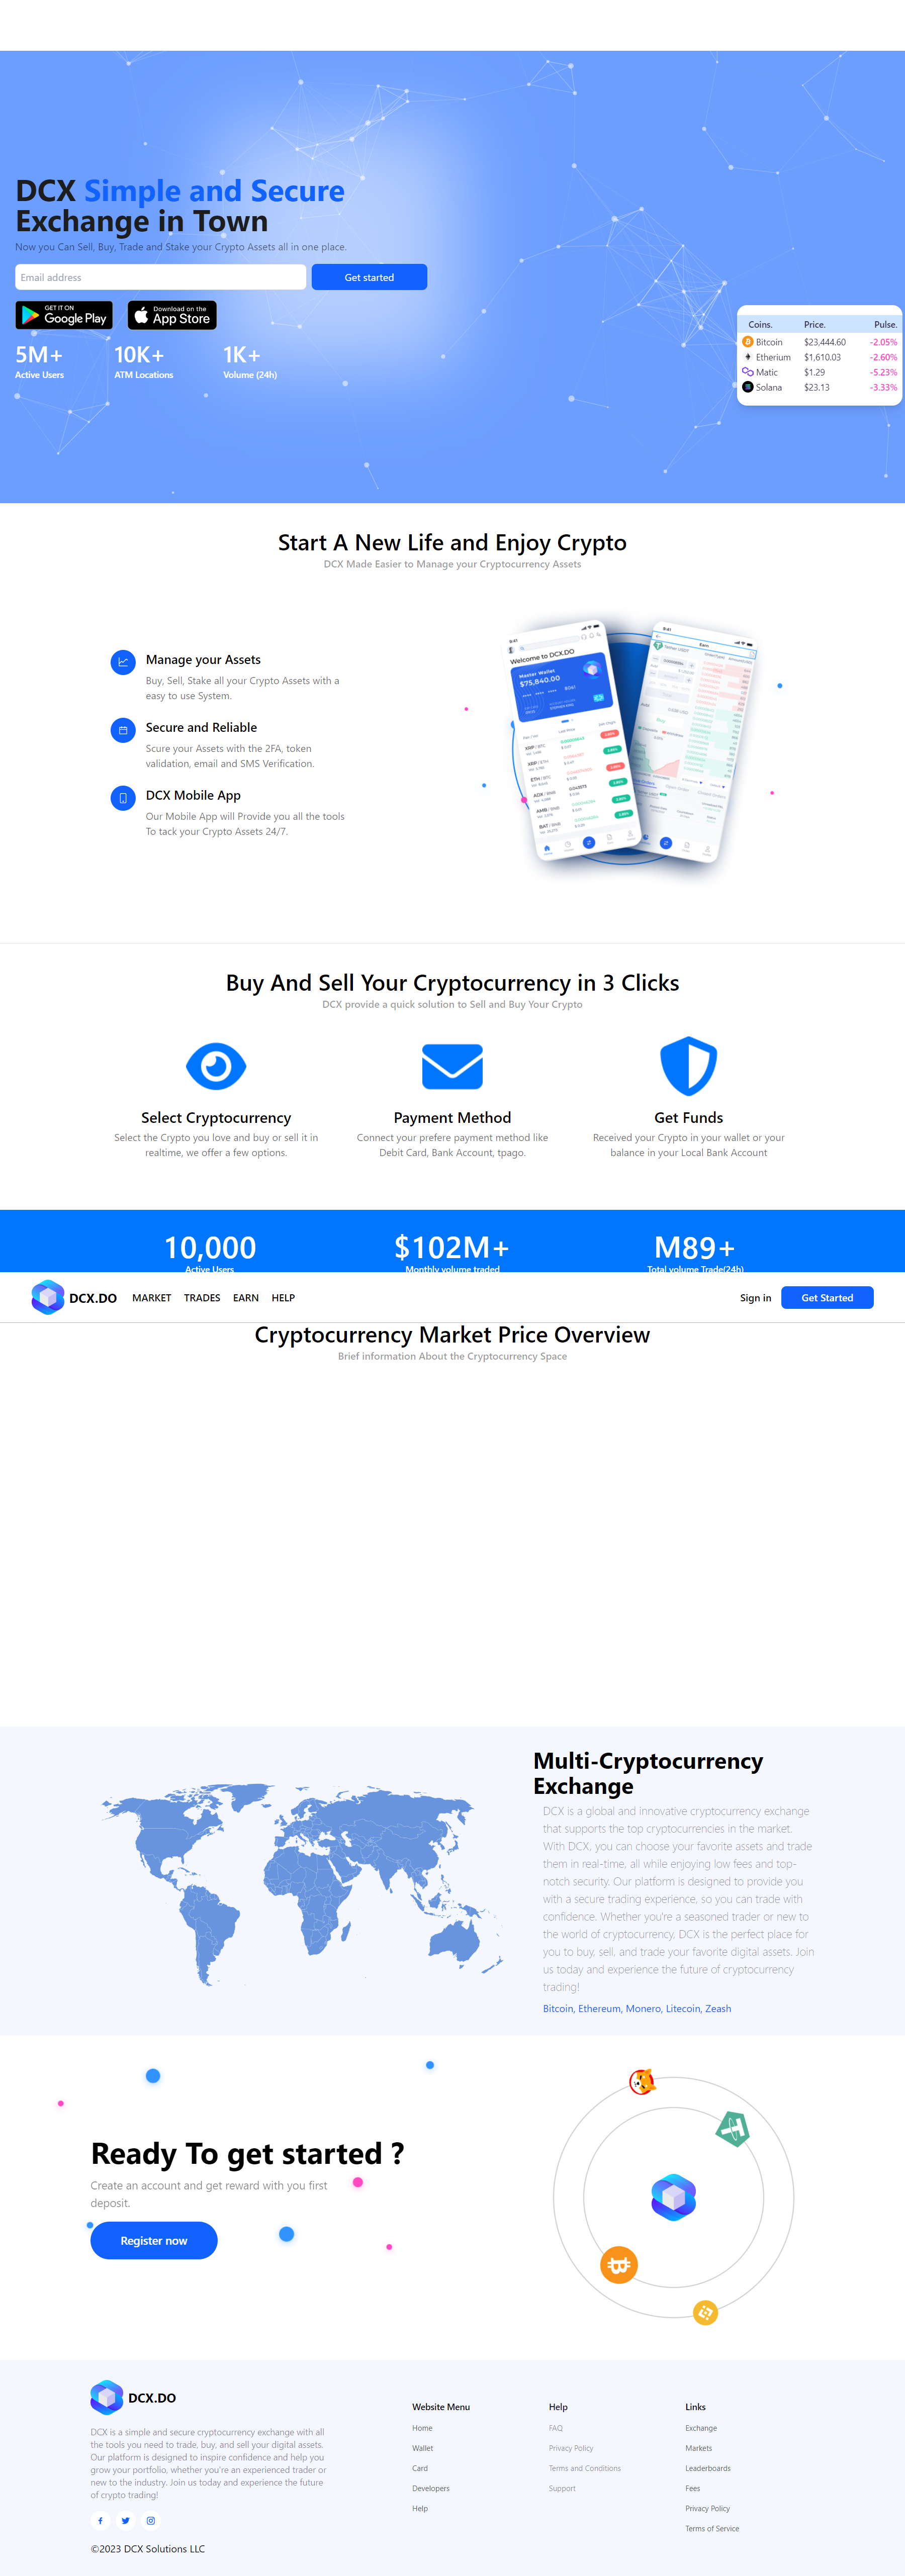 DCX Simple and Secure
Exchange in Town
Now you Can Sell, Buy, Trade and Stake your Crypto Assets all in one place.
Email address
Get started
GET IT ON
Google Play
Download on the
App Store
5M+
10K+
1K+
Active Users
ATM Locations
Volume (24h)
Coins. Price. Pulse.
Bitcoin $23,444.60 -2.05%
Etherium $1,610.03 -2.60%
Matic $1.29 -5.23%
Solana $23.13 -3.33%
Start A New Life and Enjoy Crypto
DCX Made Easier to Manage your Cryptocurrency Assets
Manage your Assets
Buy, Sell, Stake all your Crypto Assets with a
easy to use System.
Secure and Reliable
Scure your Assets with the 2FA, token
validation, email and SMS Verification.
DCX Mobile App
Our Mobile App will Provide you all the tools
To tack your Crypto Assets 24/7.
Welcome to DCX.DO
Master Wallet
$75,840.00
Buy And Sell Your Cryptocurrency in 3 Clicks
DCX provide a quick solution to Sell and Buy Your Crypto
Select Cryptocurrency
Select the Crypto you love and buy or sell it in
realtime, we offer a few options.
Payment Method
Connect your prefere payment method like
Debit Card, Bank Account, tpago.
Get Funds
Received your Crypto in your wallet or your
balance in your Local Bank Account
10,000
$102M+
M89+
Active Users
Monthly volume traded
Total volume Trade(24h)
DCX.DO
MARKET TRADES EARN HELP
Sign in
Get Started
Cryptocurrency Market Price Overview
Brief information About the Cryptocurrency Space
Multi-Cryptocurrency
Exchange
DCX is a global and innovative cryptocurrency exchange
that supports the top cryptocurrencies in the market.
With DCX, you can choose your favorite assets and trade
them in real-time, all while enjoying low fees and top-
notch security. Our platform is designed to provide you
with a secure trading experience, so you can trade with
confidence. Whether you're a seasoned trader or new to
the world of cryptocurrency, DCX is the perfect place for
you to buy, sell, and trade your favorite digital assets. Join
us today and experience the future of cryptocurrency
trading!
Bitcoin, Ethereum, Monero, Litecoin, Zeash
Ready To get started ?
Create an account and get reward with you first
deposit.
Register now
DCX.DO
DCX is a simple and secure cryptocurrency exchange with all
the tools you need to trade, buy, and sell your digital assets.
Our platform is designed to inspire confidence and help you
grow your portfolio, whether you're an experienced trader or
new to the industry. Join us today and experience the future
of crypto trading!
©2023 DCX Solutions LLC
Website Menu
Home
Wallet
Card
Developers
Help
Help
FAQ
Privacy Policy
Terms and Conditions
Support
Links
Exchange
Markets
Leaderboards
Fees
Privacy Policy
Terms of Service